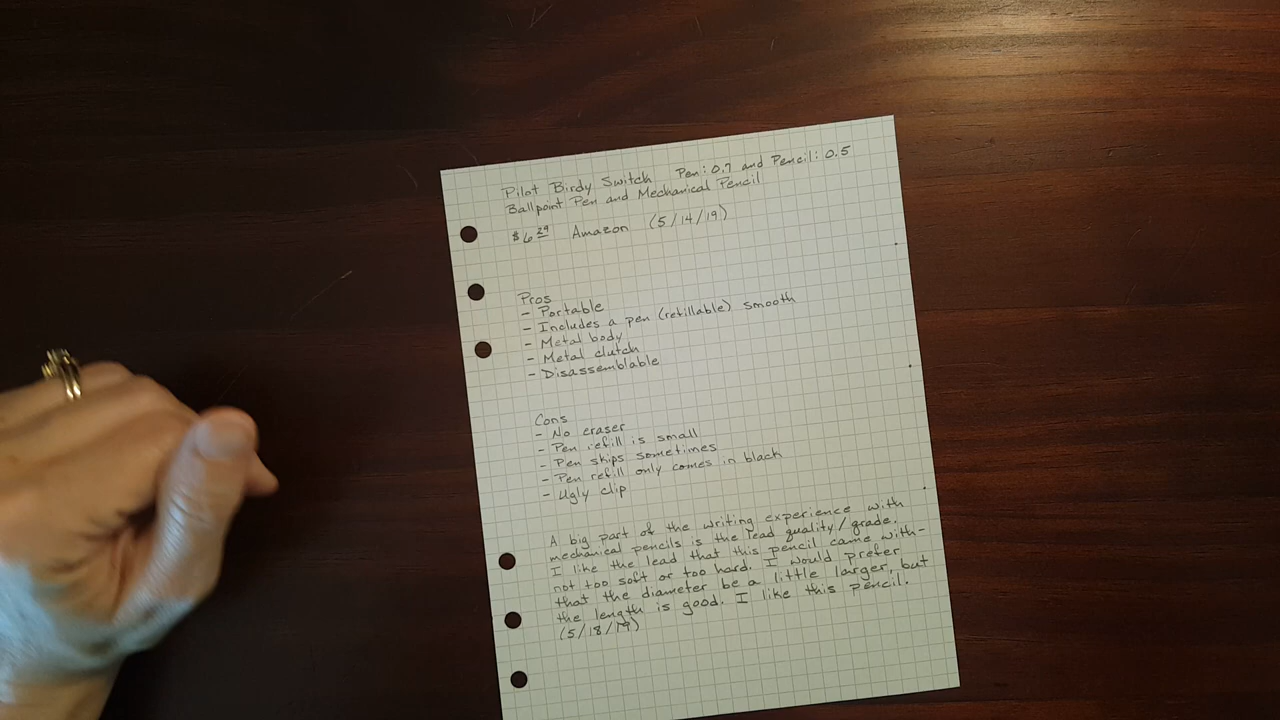 Pilot Birdy Switch Pen: 0.7 and Pencil: 0.5
Ballpoint Pen and Mechanical Pencil
$6.29 Amazon (5/14/19)
Pros
- Portable
- Includes a pen (refillable) smooth
- Metal body
- Metal clutch
- Disassemblable
Cons
- No eraser
- Pen refill is small
- Pen skips sometimes
- Pen refill only comes in black
- Ugly clip
A big part of the writing experience with
mechanical pencils is the lead quality/grade.
I like the lead that this pencil came with-
not too soft or too hard. I would prefer
that the diameter be a little larger, but
the length is good. I like this pencil.
(5/18/19)